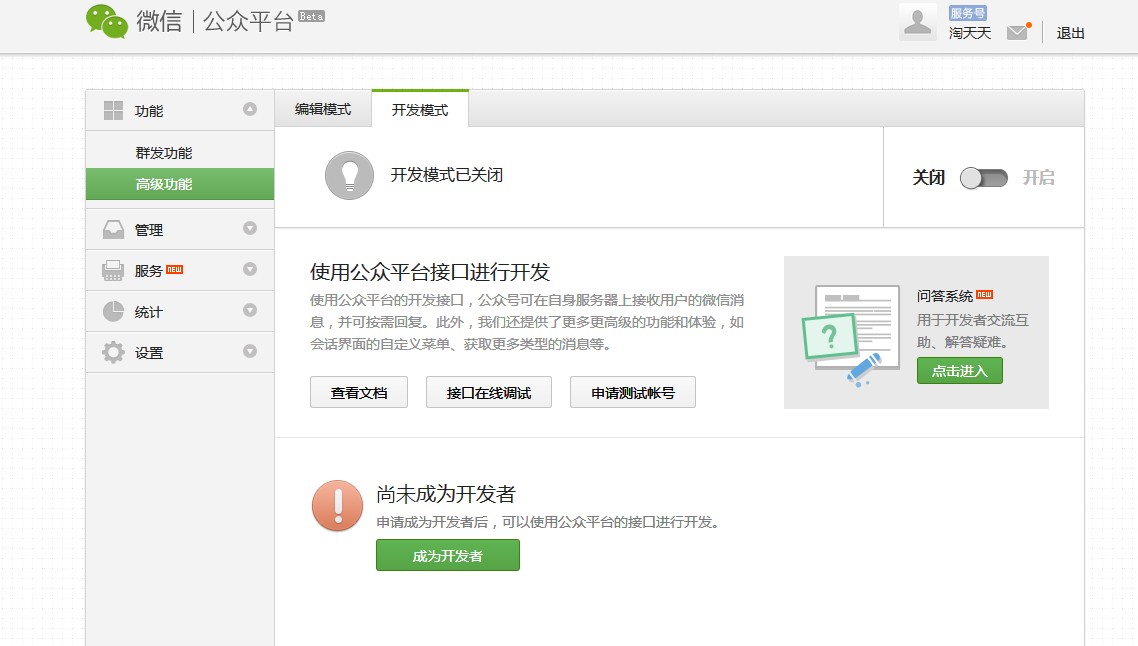 微信 | 公众平台 Beta
服务号
淘天天
退出
功能
群发功能
高级功能
管理
服务 NEW
统计
设置
编辑模式
开发模式
开发模式已关闭
关闭
开启
使用公众平台接口进行开发
使用公众平台的开发接口，公众号可在自身服务器上接收用户的微信消
息，并可按需回复。此外，我们还提供了更多更高级的功能和体验，如
会话界面的自定义菜单、获取更多类型的消息等。
查看文档
接口在线调试
申请测试帐号
?
问答系统 NEW
用于开发者交流互
助、解答疑难。
点击进入
尚未成为开发者
申请成为开发者后，可以使用公众平台的接口进行开发。
成为开发者